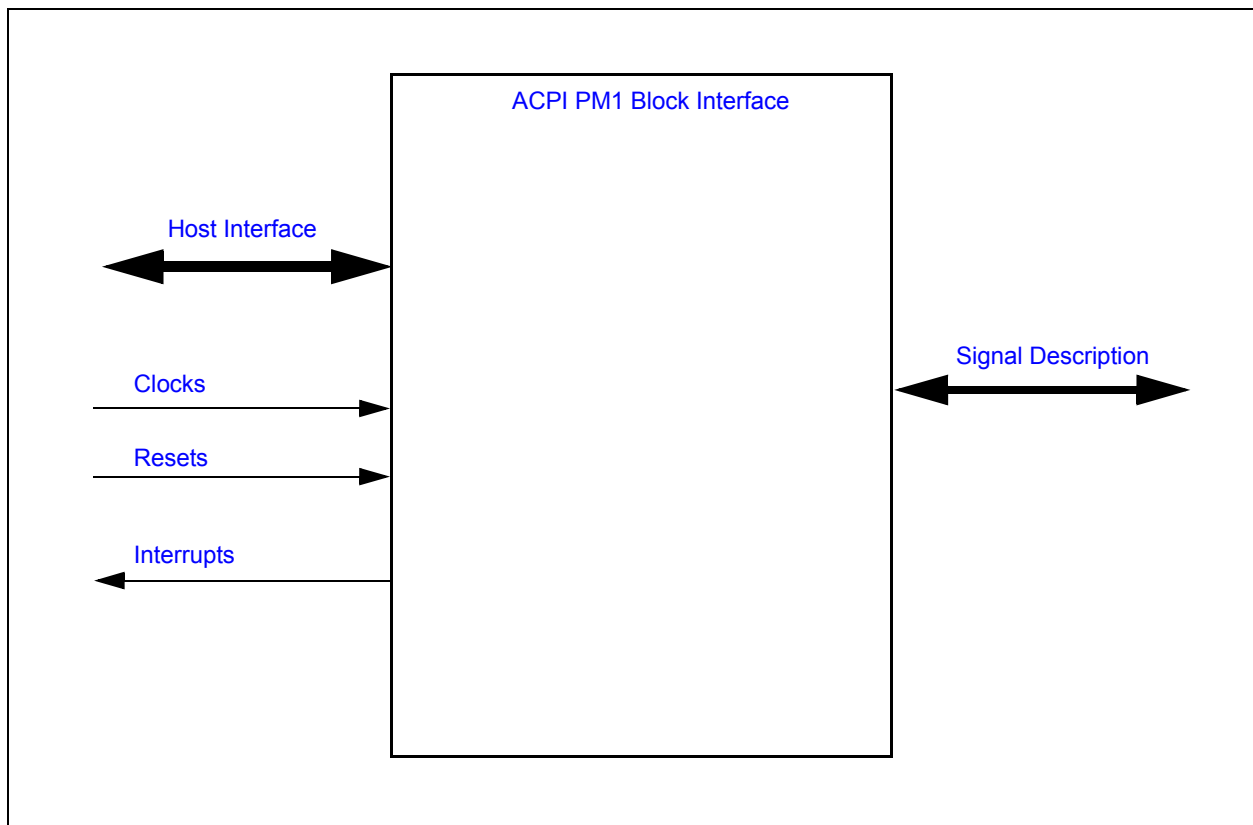 ACPI PM1 Block Interface
Host Interface
Signal Description
Clocks
Resets
Interrupts